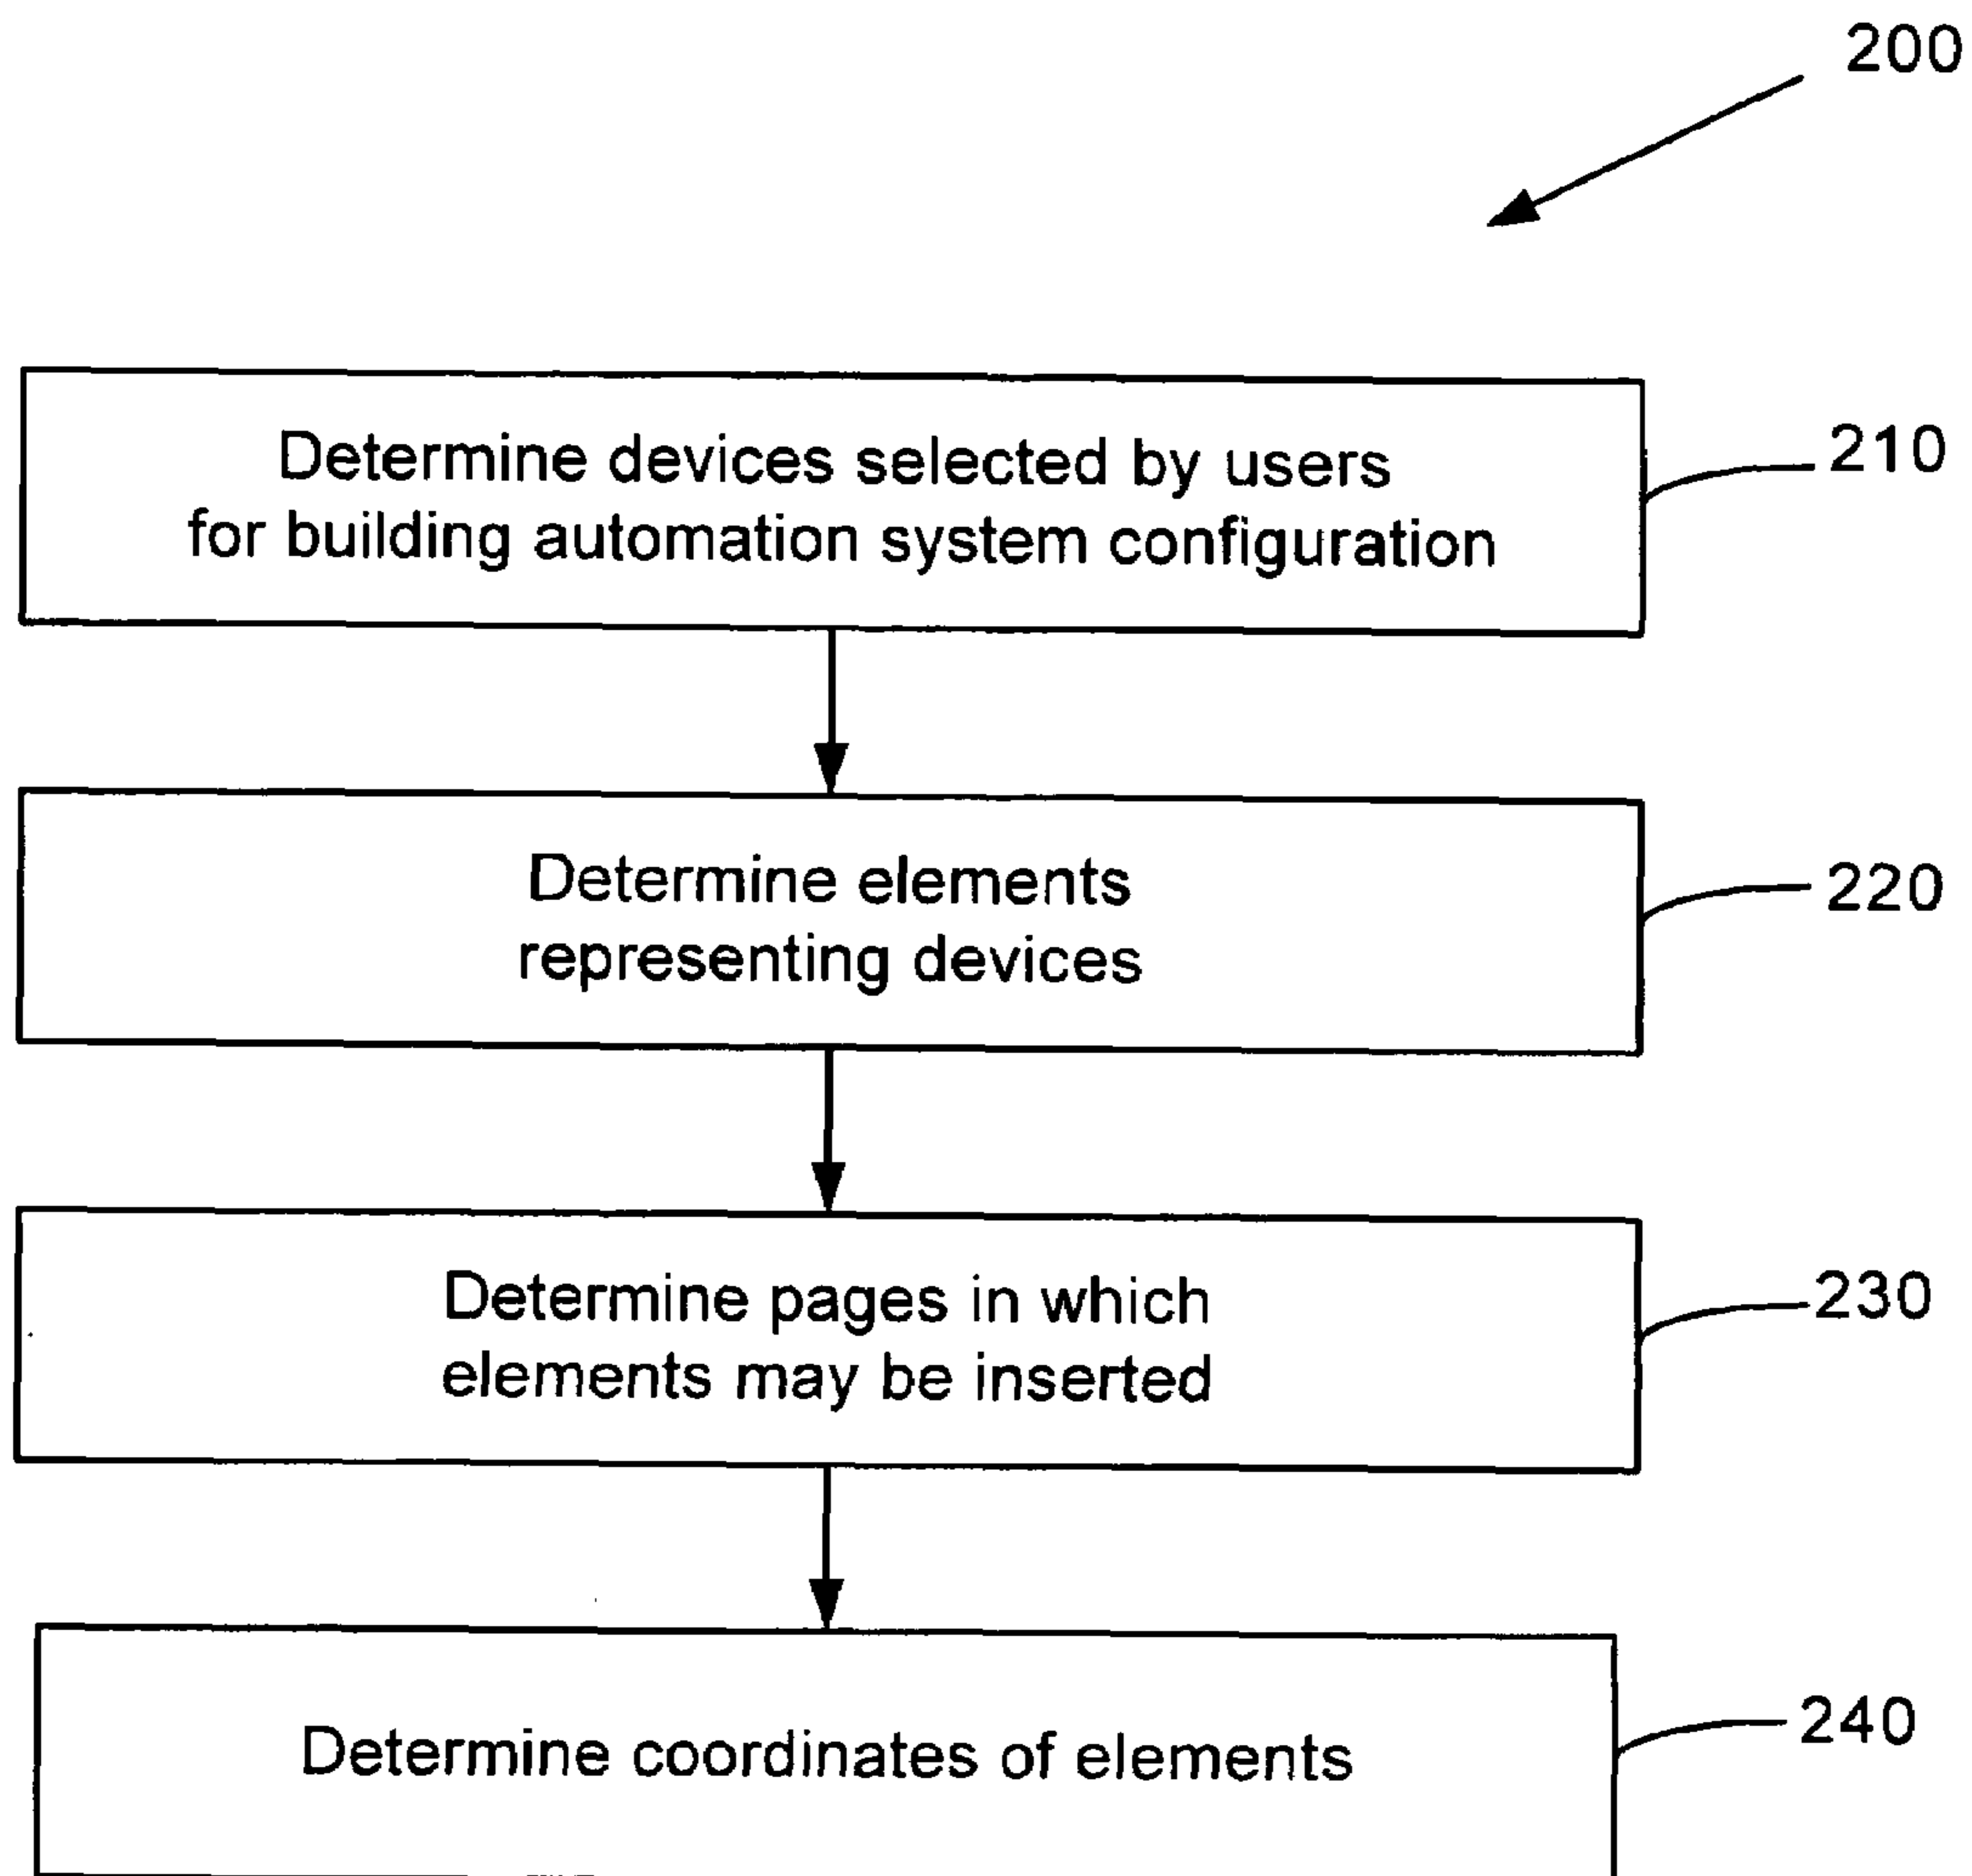 200
Determine devices selected by users
for building automation system configuration
210
Determine elements
representing devices
220
Determine pages in which
elements may be inserted
230
Determine coordinates of elements
240